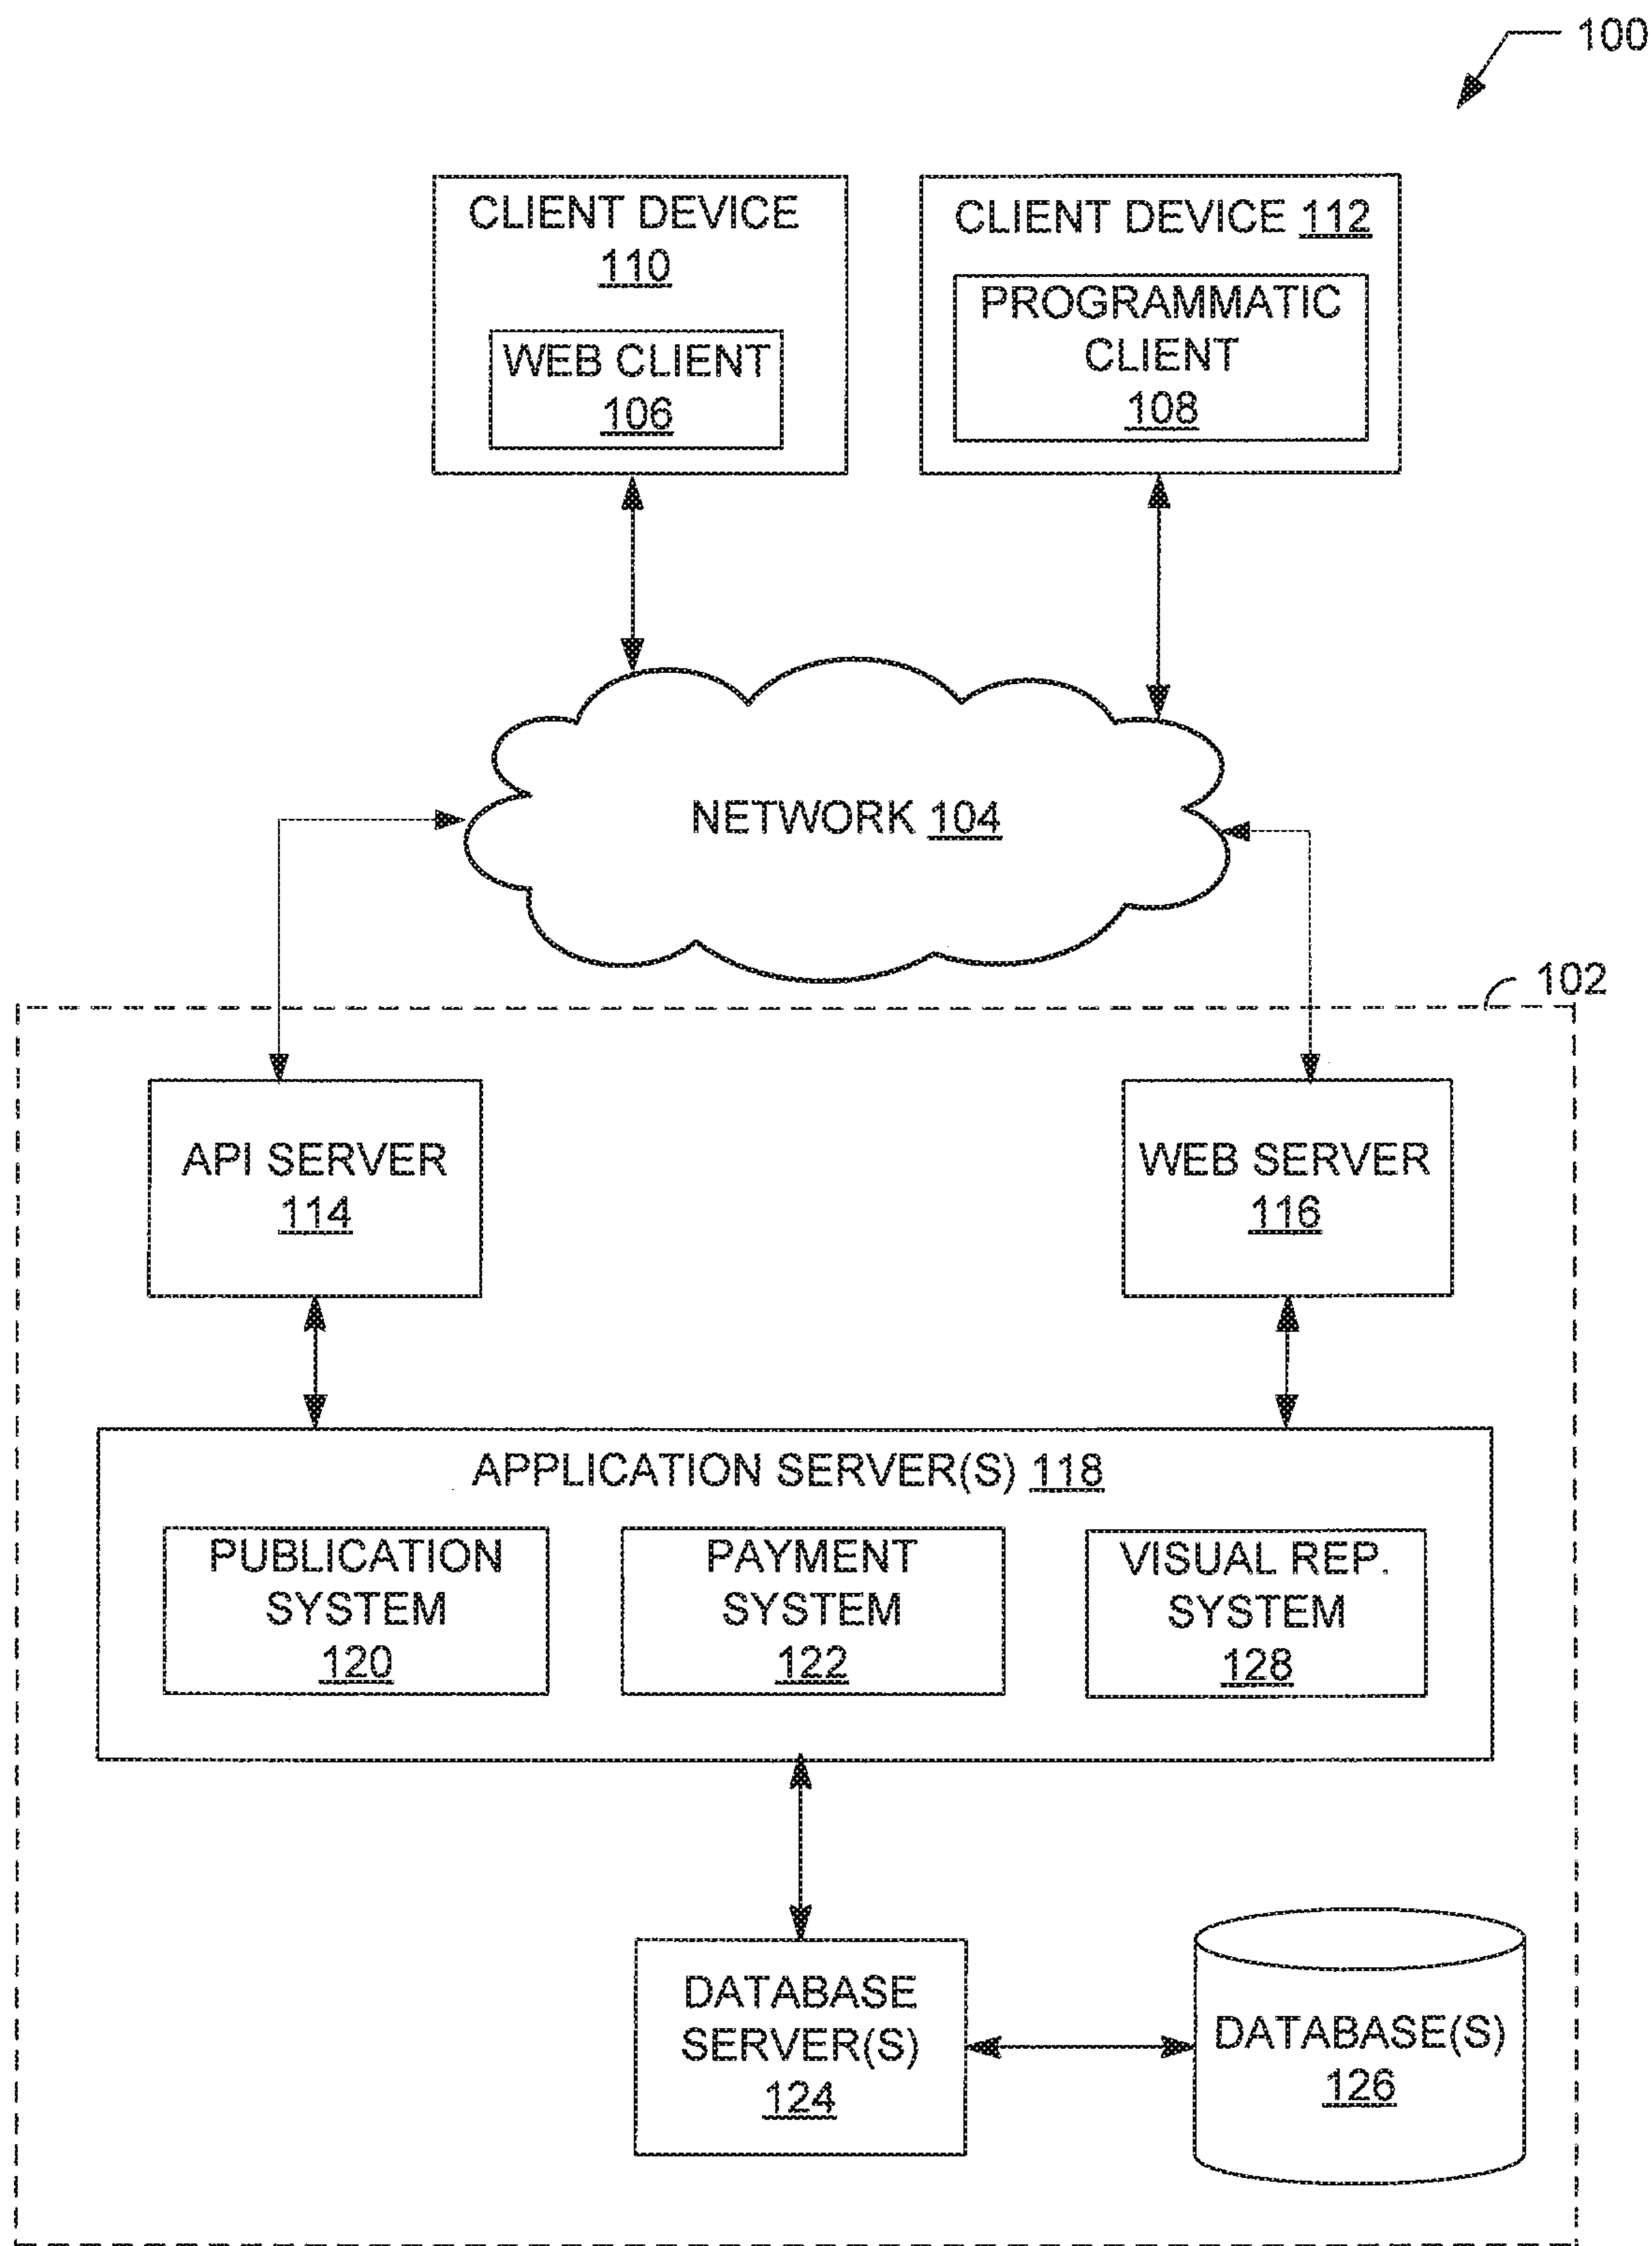 100
CLIENT DEVICE
110
WEB CLIENT
106
CLIENT DEVICE 112
PROGRAMMATIC
CLIENT
108
NETWORK 104
102
API SERVER
114
WEB SERVER
116
APPLICATION SERVER(S) 118
PUBLICATION
SYSTEM
120
PAYMENT
SYSTEM
122
VISUAL REP.
SYSTEM
128
DATABASE
SERVER(S)
124
DATABASE(S)
126